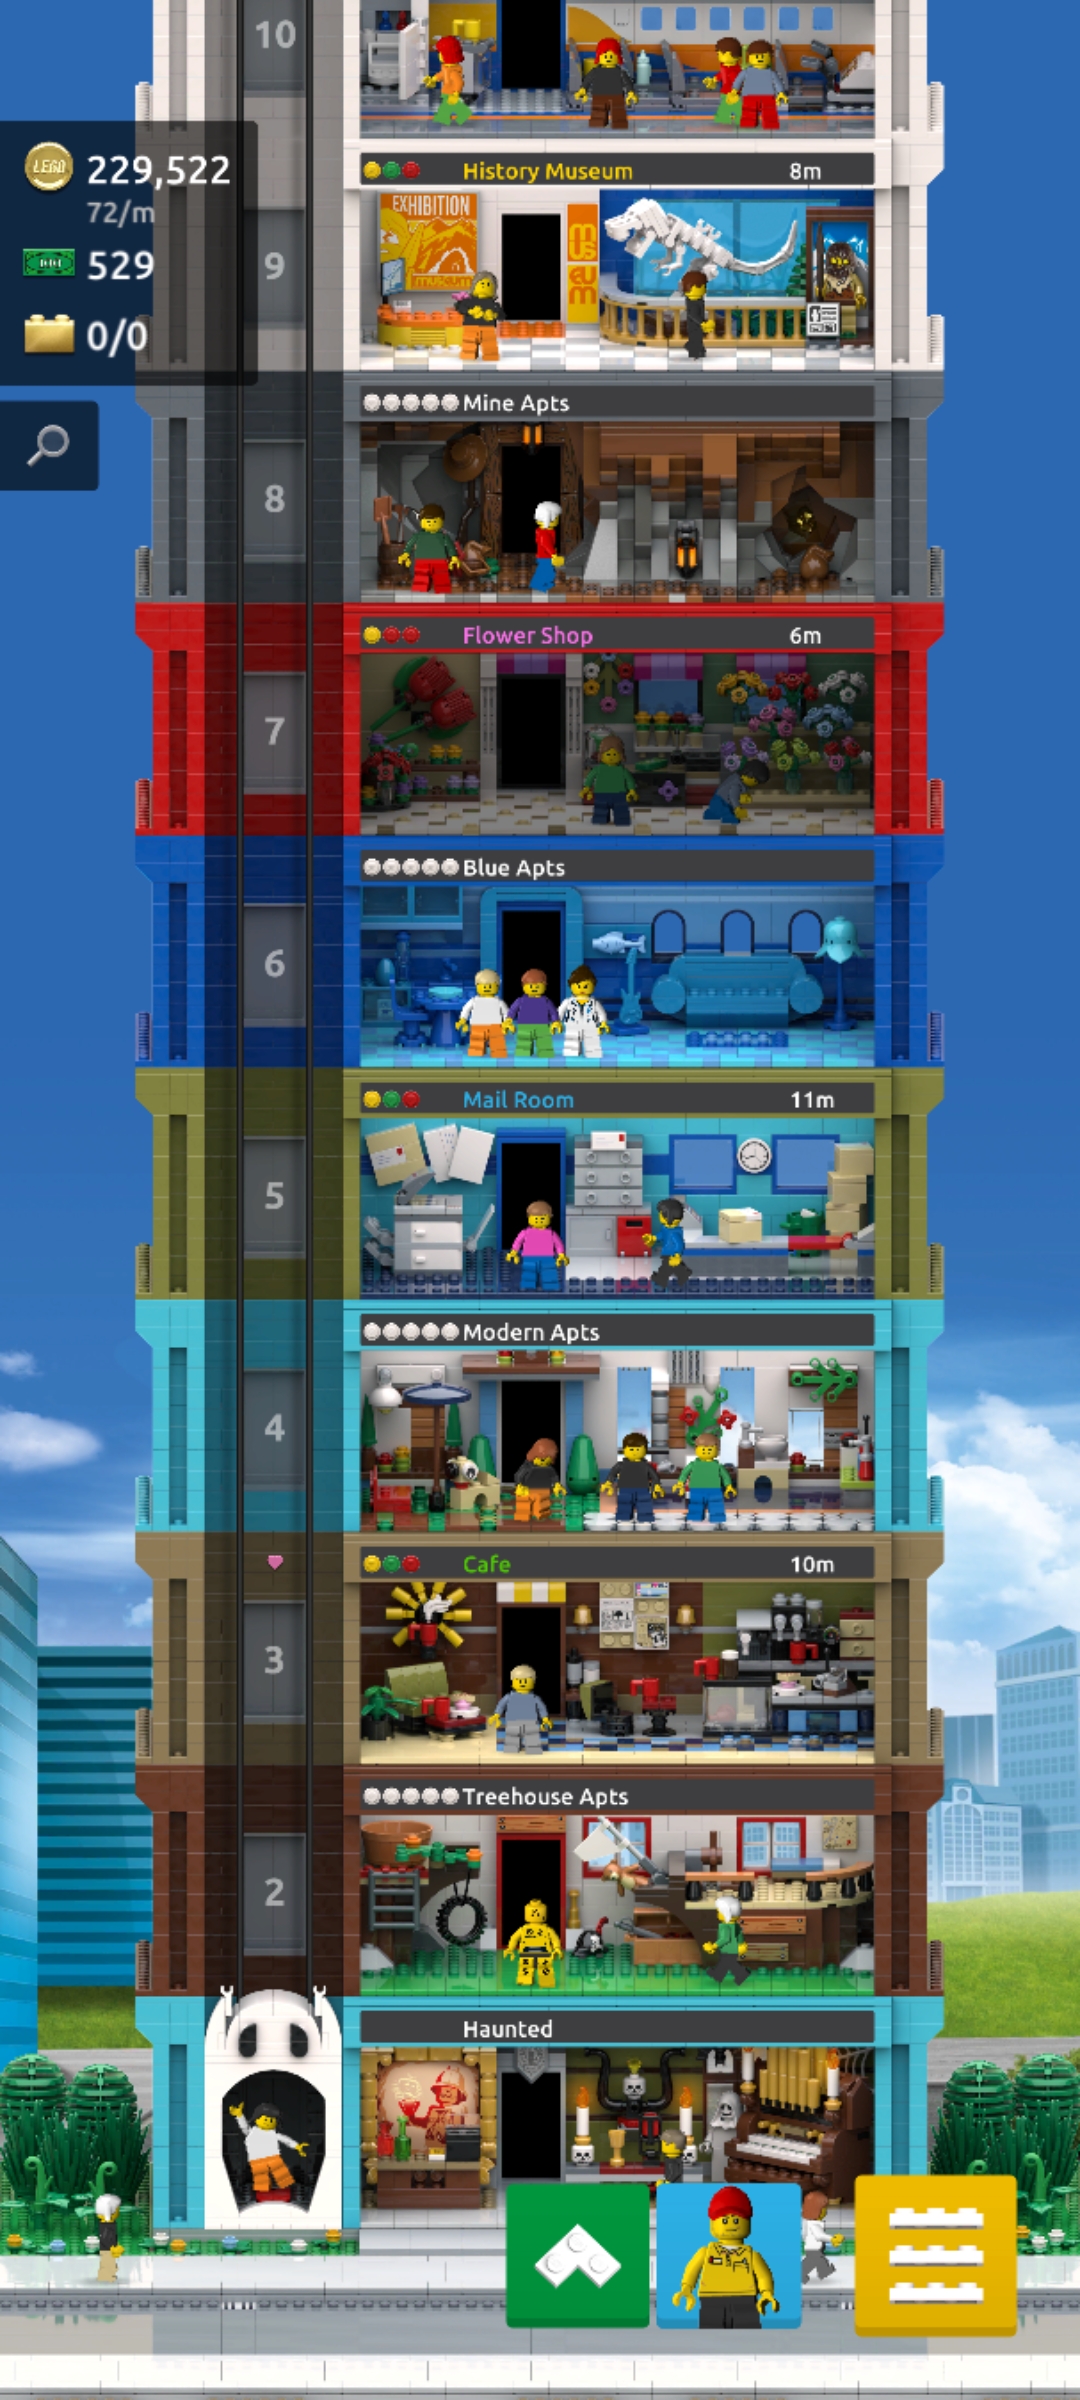 10
LEGO 229,522
72/m
529
0/0
History Museum 8m
9
EXHIBITION
museum
mus
eum
Mine Apts
8
Flower Shop 6m
7
Blue Apts
6
Mail Room 11m
5
Modern Apts
4
Cafe 10m
3
Treehouse Apts
2
Haunted